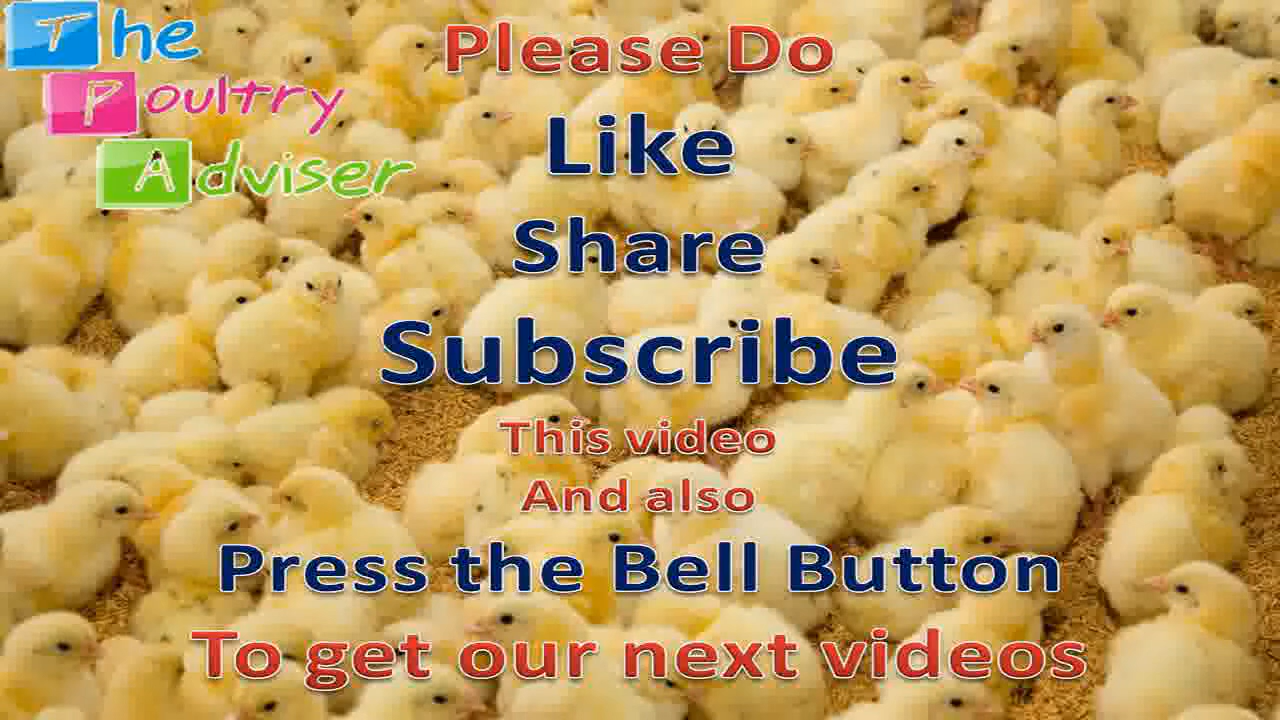 The
Poultry
Adviser
Please Do
Like
Share
Subscribe
This video
And also
Press the Bell Button
To get our next videos